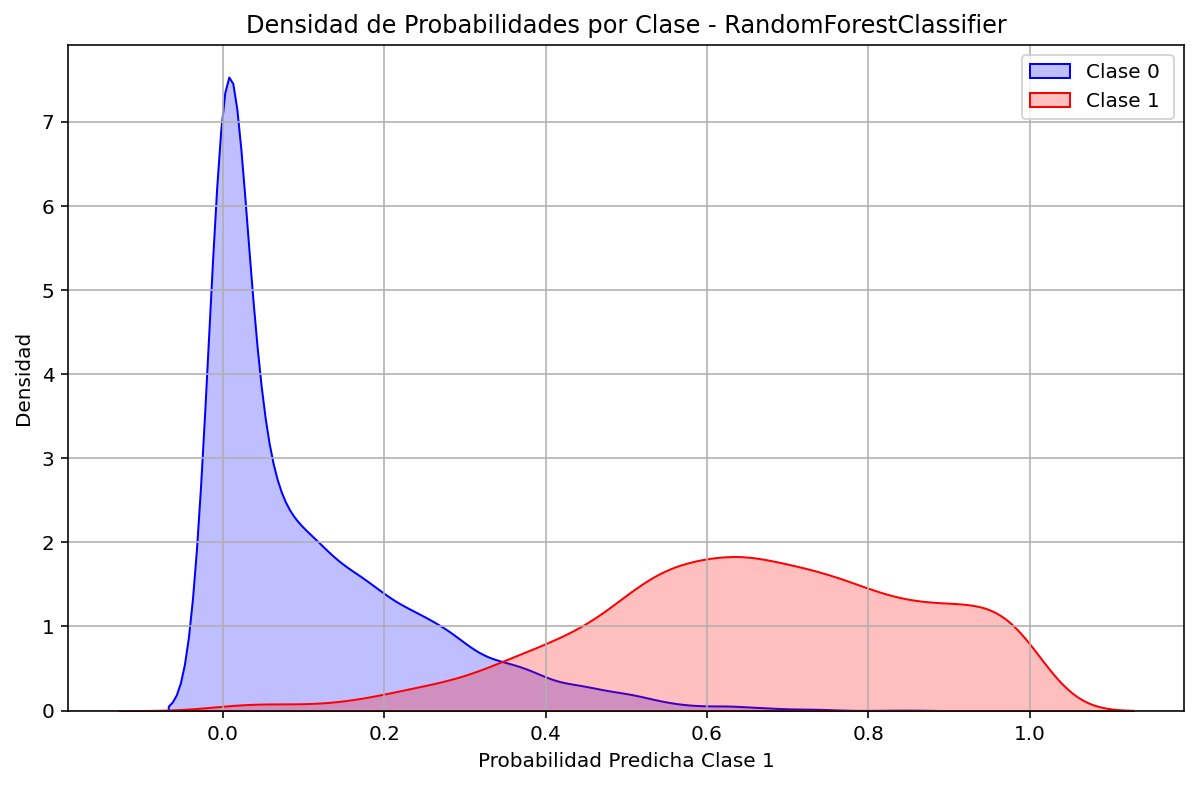 Densidad de Probabilidades por Clase - RandomForestClassifier
Clase 0
Clase 1
Densidad
7
6
5
4
3
2
1
0
0.0 0.2 0.4 0.6 0.8 1.0
Probabilidad Predicha Clase 1